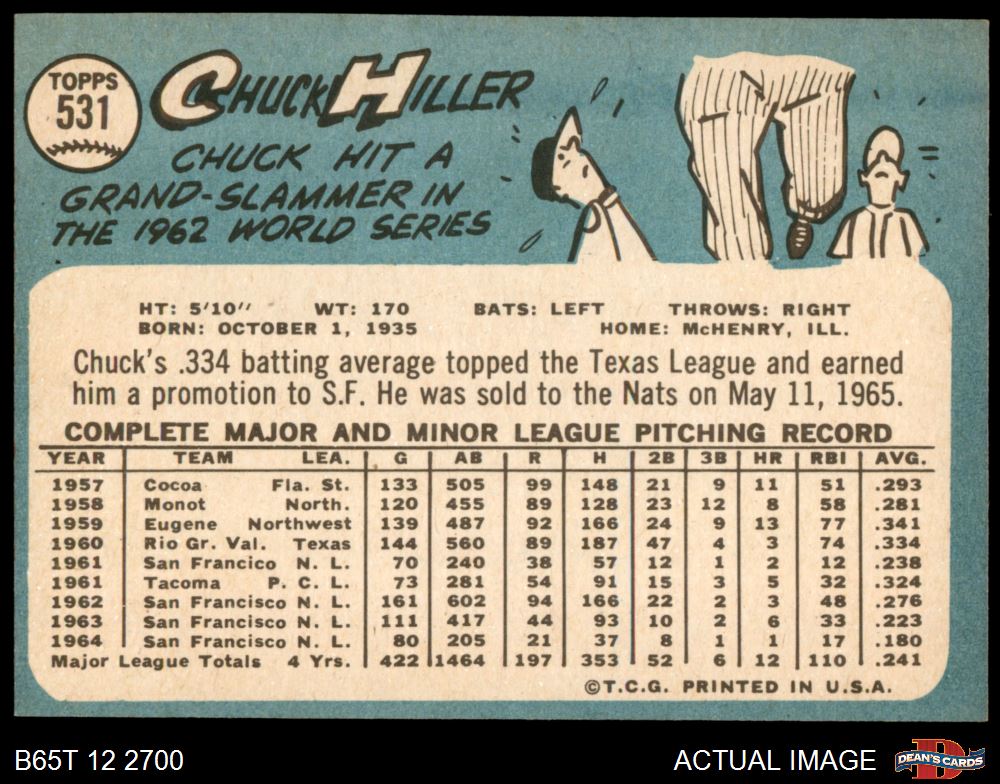 TOPPS
531
CHUCK HILLER
CHUCK HIT A
GRAND-SLAMMER IN
THE 1962 WORLD SERIES
HT: 5'10" WT: 170 BATS: LEFT THROWS: RIGHT
BORN: OCTOBER 1, 1935 HOME: McHENRY, ILL.
Chuck's .334 batting average topped the Texas League and earned
him a promotion to S.F. He was sold to the Nats on May 11, 1965.
COMPLETE MAJOR AND MINOR LEAGUE PITCHING RECORD
YEAR TEAM LEA. G AB R H 2B 3B HR RBI AVG.
1957 Cocoa Fla. St. 133 505 99 148 21 9 11 51 .293
1958 Monot North. 120 455 89 128 23 12 8 58 .281
1959 Eugene Northwest 139 487 92 166 24 9 13 77 .341
1960 Rio Gr. Val. Texas 144 560 89 187 47 4 3 74 .334
1961 San Francico N. L. 70 240 38 57 12 1 2 12 .238
1961 Tacoma P. C. L. 73 281 54 91 15 3 5 32 .324
1962 San Francisco N. L. 161 602 94 166 22 2 3 48 .276
1963 San Francisco N. L. 111 417 44 93 10 2 6 33 .223
1964 San Francisco N. L. 80 205 21 37 8 1 1 17 .180
Major League Totals 4 Yrs. 422 1464 197 353 52 6 12 110 .241
©T.C.G. PRINTED IN U.S.A.
B65T 12 2700 ACTUAL IMAGE DEAN'S CARDS